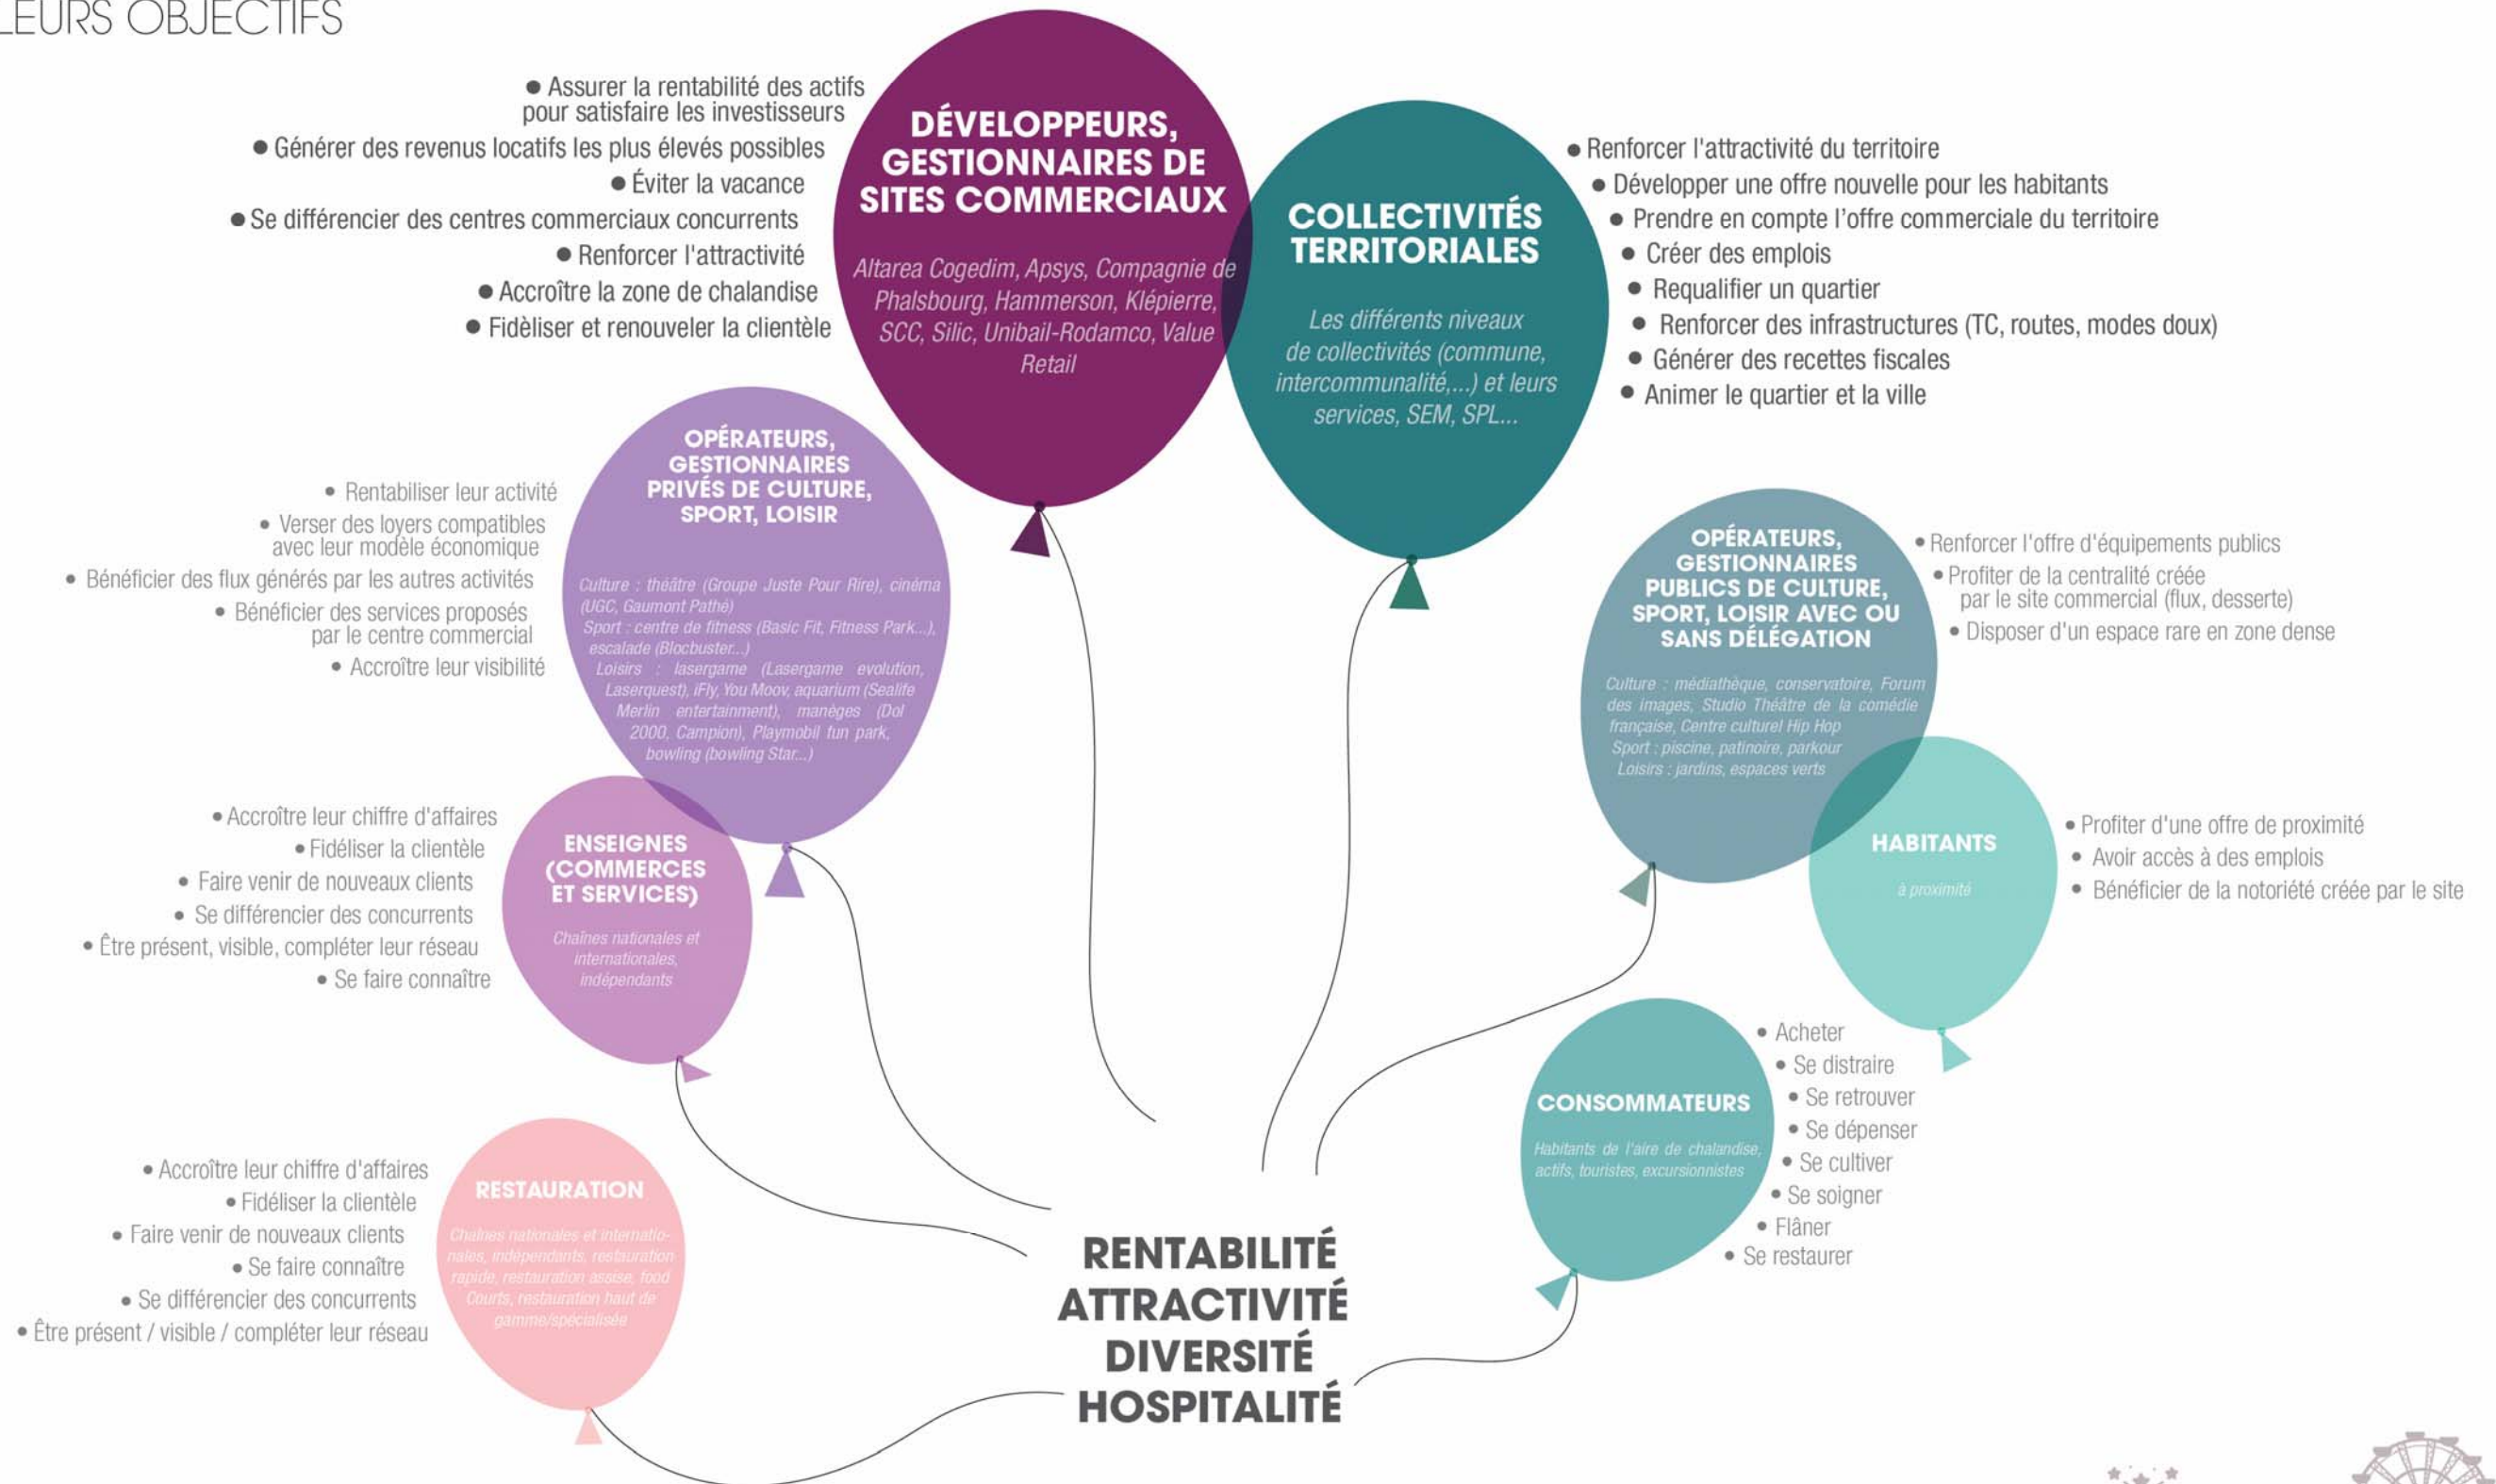 LEURS OBJECTIFS
• Assurer la rentabilité des actifs
pour satisfaire les investisseurs
• Générer des revenus locatifs les plus élevés possibles
• Éviter la vacance
• Se différencier des centres commerciaux concurrents
• Renforcer l'attractivité
• Accroître la zone de chalandise
• Fidèliser et renouveler la clientèle
DÉVELOPPEURS,
GESTIONNAIRES DE
SITES COMMERCIAUX
Altarea Cogedim, Apsys, Compagnie de
Phalsbourg, Hammerson, Klépierre,
SCC, Silic, Unibail-Rodamco, Value
Retail
COLLECTIVITÉS
TERRITORIALES
Les différents niveaux
de collectivités (commune,
intercommunalité,...) et leurs
services, SEM, SPL...
• Renforcer l'attractivité du territoire
• Développer une offre nouvelle pour les habitants
• Prendre en compte l'offre commerciale du territoire
• Créer des emplois
• Requalifier un quartier
• Renforcer des infrastructures (TC, routes, modes doux)
• Générer des recettes fiscales
• Animer le quartier et la ville
• Rentabiliser leur activité
• Verser des loyers compatibles
avec leur modèle économique
• Bénéficier des flux générés par les autres activités
• Bénéficier des services proposés
par le centre commercial
• Accroître leur visibilité
OPÉRATEURS,
GESTIONNAIRES
PRIVÉS DE CULTURE,
SPORT, LOISIR
Culture : théâtre (Groupe Juste Pour Rire), cinéma
(UGC, Gaumont Pathé)
Sport : centre de fitness (Basic Fit, Fitness Park...),
escalade (Blocbuster...)
Loisirs : lasergame (Lasergame evolution,
Laserquest), iFly, You Moov, aquarium (Sealife
Merlin entertainment), manèges (Dol
2000, Campion), Playmobil fun park,
bowling (bowling Star...)
OPÉRATEURS,
GESTIONNAIRES
PUBLICS DE CULTURE,
SPORT, LOISIR AVEC OU
SANS DÉLÉGATION
Culture : médiathèque, conservatoire, Forum
des images, Studio Théâtre de la comédie
française, Centre culturel Hip Hop
Sport : piscine, patinoire, parkour
Loisirs : jardins, espaces verts
• Renforcer l'offre d'équipements publics
• Profiter de la centralité créée
par le site commercial (flux, desserte)
• Disposer d'un espace rare en zone dense
• Accroître leur chiffre d'affaires
• Fidéliser la clientèle
• Faire venir de nouveaux clients
• Se différencier des concurrents
• Être présent, visible, compléter leur réseau
• Se faire connaître
ENSEIGNES
(COMMERCES
ET SERVICES)
Chaînes nationales et
internationales,
indépendants
HABITANTS
à proximité
• Profiter d'une offre de proximité
• Avoir accès à des emplois
• Bénéficier de la notoriété créée par le site
• Accroître leur chiffre d'affaires
• Fidéliser la clientèle
• Faire venir de nouveaux clients
• Se faire connaître
• Se différencier des concurrents
• Être présent / visible / compléter leur réseau
RESTAURATION
Chaînes nationales et internatio-
nales, indépendants, restauration
rapide, restauration assise, food
Courts, restauration haut de
gamme/spécialisée
CONSOMMATEURS
Habitants de l'aire de chalandise,
actifs, touristes, excursionnistes
• Acheter
• Se distraire
• Se retrouver
• Se dépenser
• Se cultiver
• Se soigner
• Flâner
• Se restaurer
RENTABILITÉ
ATTRACTIVITÉ
DIVERSITÉ
HOSPITALITÉ